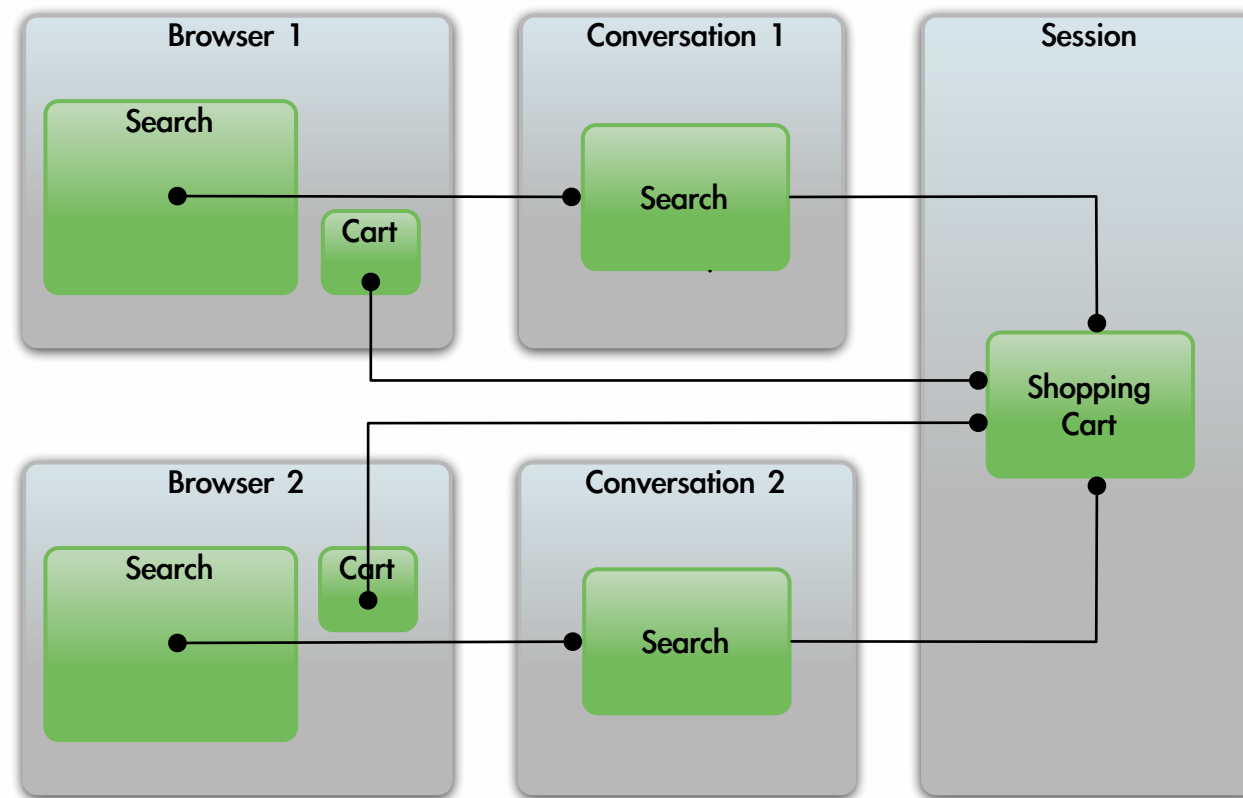 Browser 1
Conversation 1
Session
Search
Search
Cart
Shopping
Cart
Browser 2
Conversation 2
Search
Cart
Search